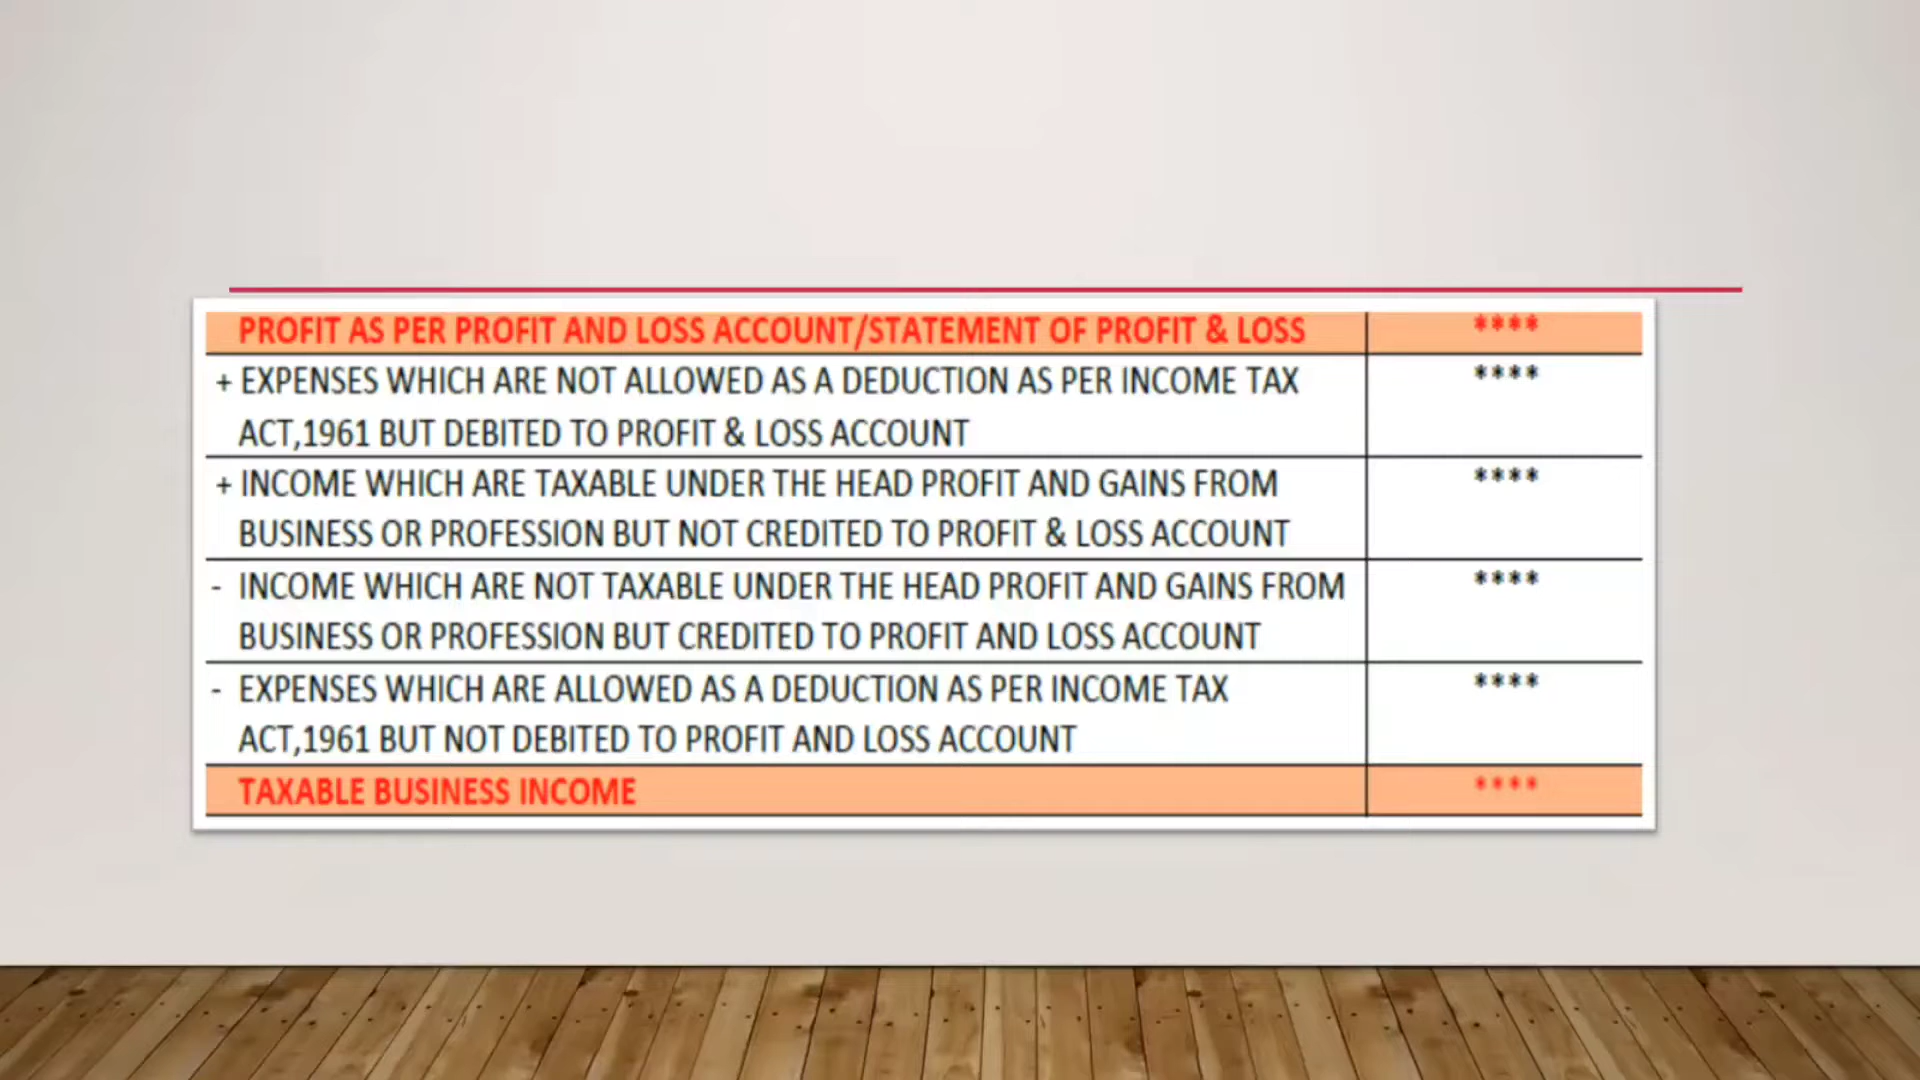 PROFIT AS PER PROFIT AND LOSS ACCOUNT/STATEMENT OF PROFIT & LOSS ****
+ EXPENSES WHICH ARE NOT ALLOWED AS A DEDUCTION AS PER INCOME TAX ****
ACT,1961 BUT DEBITED TO PROFIT & LOSS ACCOUNT
+ INCOME WHICH ARE TAXABLE UNDER THE HEAD PROFIT AND GAINS FROM ****
BUSINESS OR PROFESSION BUT NOT CREDITED TO PROFIT & LOSS ACCOUNT
- INCOME WHICH ARE NOT TAXABLE UNDER THE HEAD PROFIT AND GAINS FROM ****
BUSINESS OR PROFESSION BUT CREDITED TO PROFIT AND LOSS ACCOUNT
- EXPENSES WHICH ARE ALLOWED AS A DEDUCTION AS PER INCOME TAX ****
ACT,1961 BUT NOT DEBITED TO PROFIT AND LOSS ACCOUNT
TAXABLE BUSINESS INCOME ****